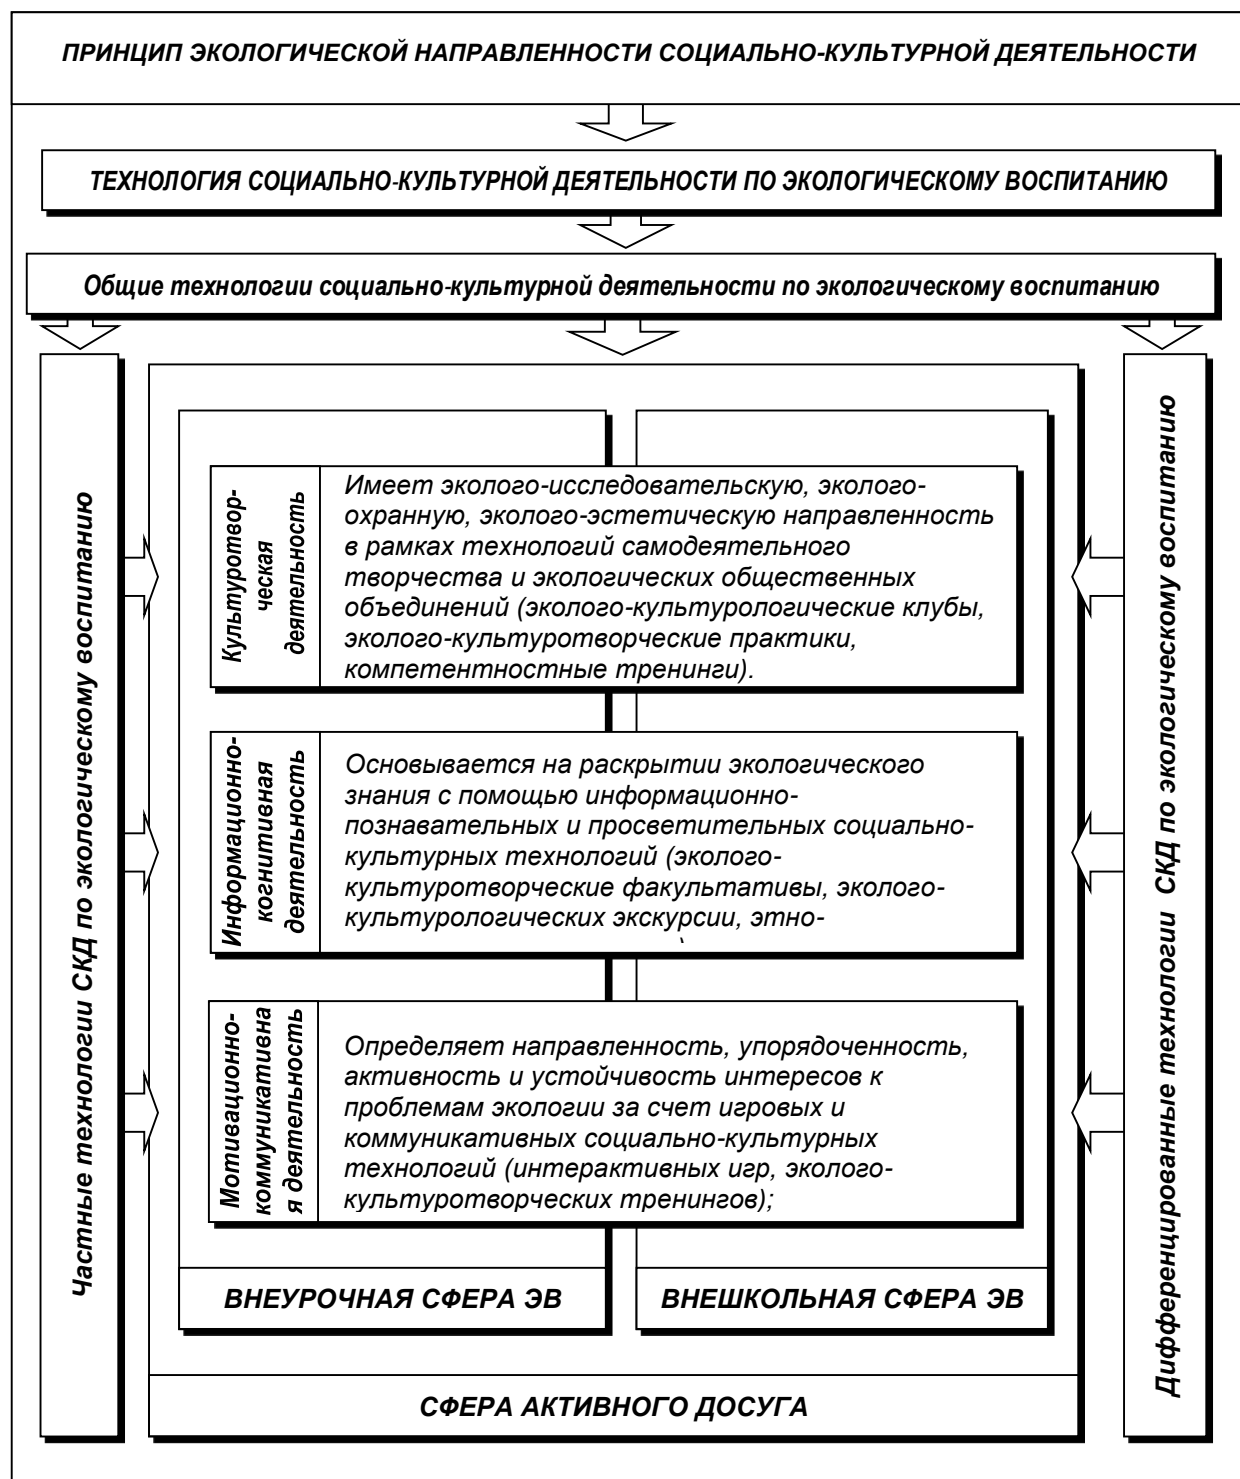 ПРИНЦИП ЭКОЛОГИЧЕСКОЙ НАПРАВЛЕННОСТИ СОЦИАЛЬНО-КУЛЬТУРНОЙ ДЕЯТЕЛЬНОСТИ
ТЕХНОЛОГИЯ СОЦИАЛЬНО-КУЛЬТУРНОЙ ДЕЯТЕЛЬНОСТИ ПО ЭКОЛОГИЧЕСКОМУ ВОСПИТАНИЮ
Общие технологии социально-культурной деятельности по экологическому воспитанию
Частные технологии СКД по экологическому воспитанию
Культуротвор-
ческая
деятельность
Имеет эколого-исследовательскую, эколого-
охранную, эколого-эстетическую направленность
в рамках технологий самодеятельного
творчества и экологических общественных
объединений (эколого-культурологические клубы,
эколого-культуротворческие практики,
компетентностные тренинги).
Информационно-
когнитивная
деятельность
Основывается на раскрытии экологического
знания с помощью информационно-
познавательных и просветительных социально-
культурных технологий (эколого-
культуротворческие факультативы, эколого-
культурологических экскурсии, этно-
Мотивационно-
коммуникативна
я деятельность
Определяет направленность, упорядоченность,
активность и устойчивость интересов к
проблемам экологии за счет игровых и
коммуникативных социально-культурных
технологий (интерактивных игр, эколого-
культуротворческих тренингов);
ВНЕУРОЧНАЯ СФЕРА ЭВ
ВНЕШКОЛЬНАЯ СФЕРА ЭВ
СФЕРА АКТИВНОГО ДОСУГА
Дифференцированные технологии СКД по экологическому воспитанию